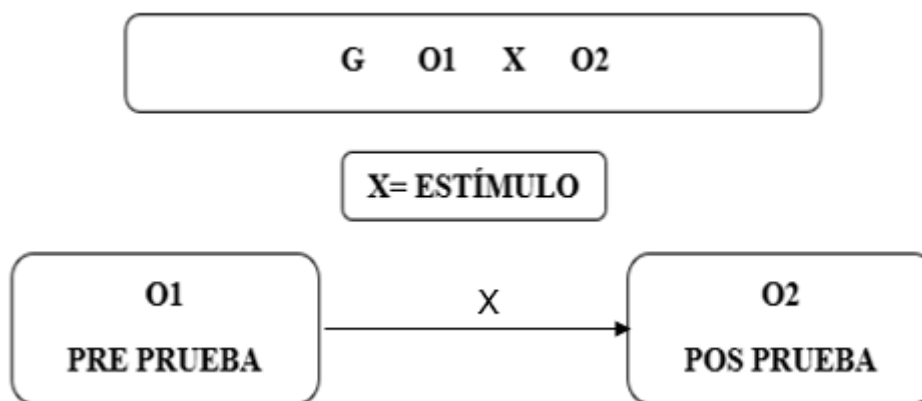 G O1 X O2
X= ESTÍMULO
O1
PRE PRUEBA
X
O2
POS PRUEBA